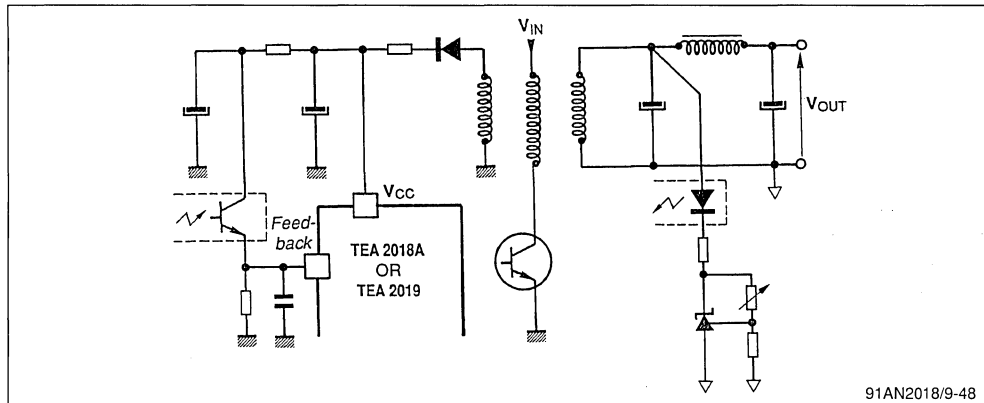 VIN
VOUT
VCC
Feed-
back
TEA 2018A
OR
TEA 2019
91AN2018/9-48